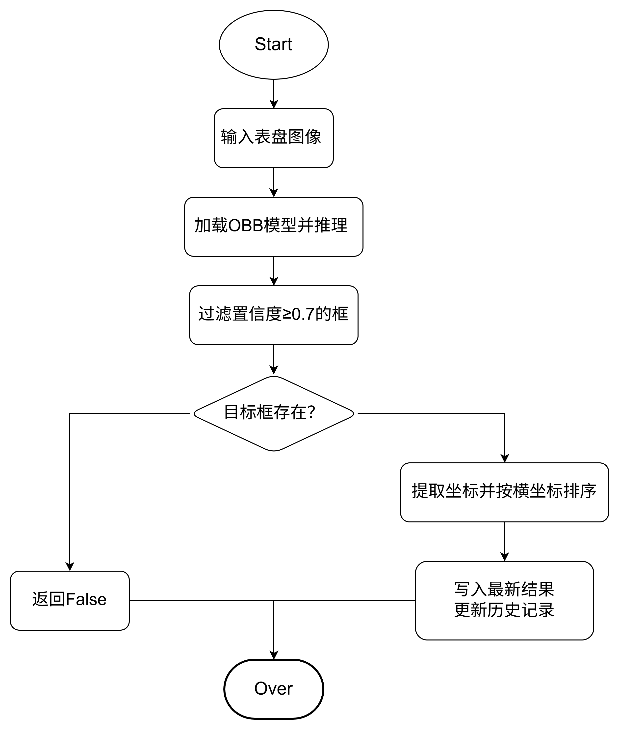 Start
输入表盘图像
加载OBB模型并推理
过滤置信度≥0.7的框
目标框存在？
提取坐标并按横坐标排序
返回False
写入最新结果
更新历史记录
Over